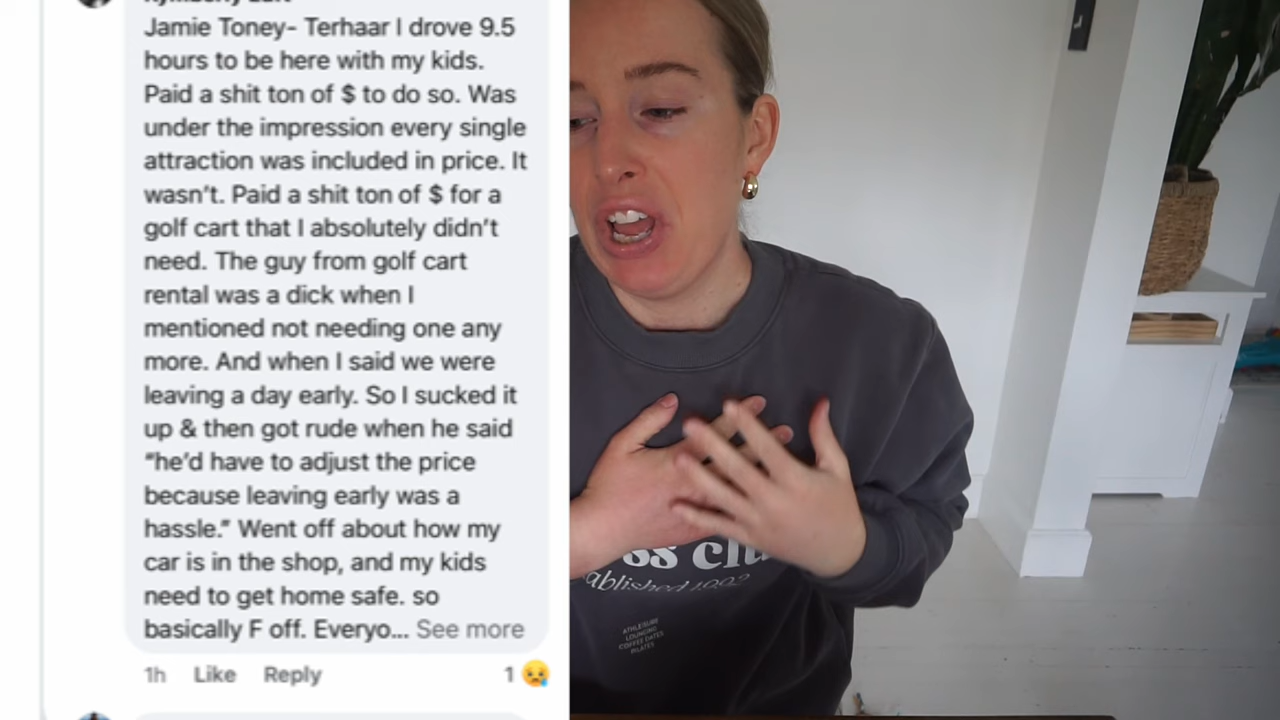 Jamie Toney- Terhaar I drove 9.5
hours to be here with my kids.
Paid a shit ton of $ to do so. Was
under the impression every single
attraction was included in price. It
wasn't. Paid a shit ton of $ for a
golf cart that I absolutely didn't
need. The guy from golf cart
rental was a dick when I
mentioned not needing one any
more. And when I said we were
leaving a day early. So I sucked it
up & then got rude when he said
“he'd have to adjust the price
because leaving early was a
hassle.” Went off about how my
car is in the shop, and my kids
need to get home safe. so
basically F off. Everyo... See more
1h Like Reply 1
ATHLEISURE
LOUNGING
COFFEE DATES
PILATES